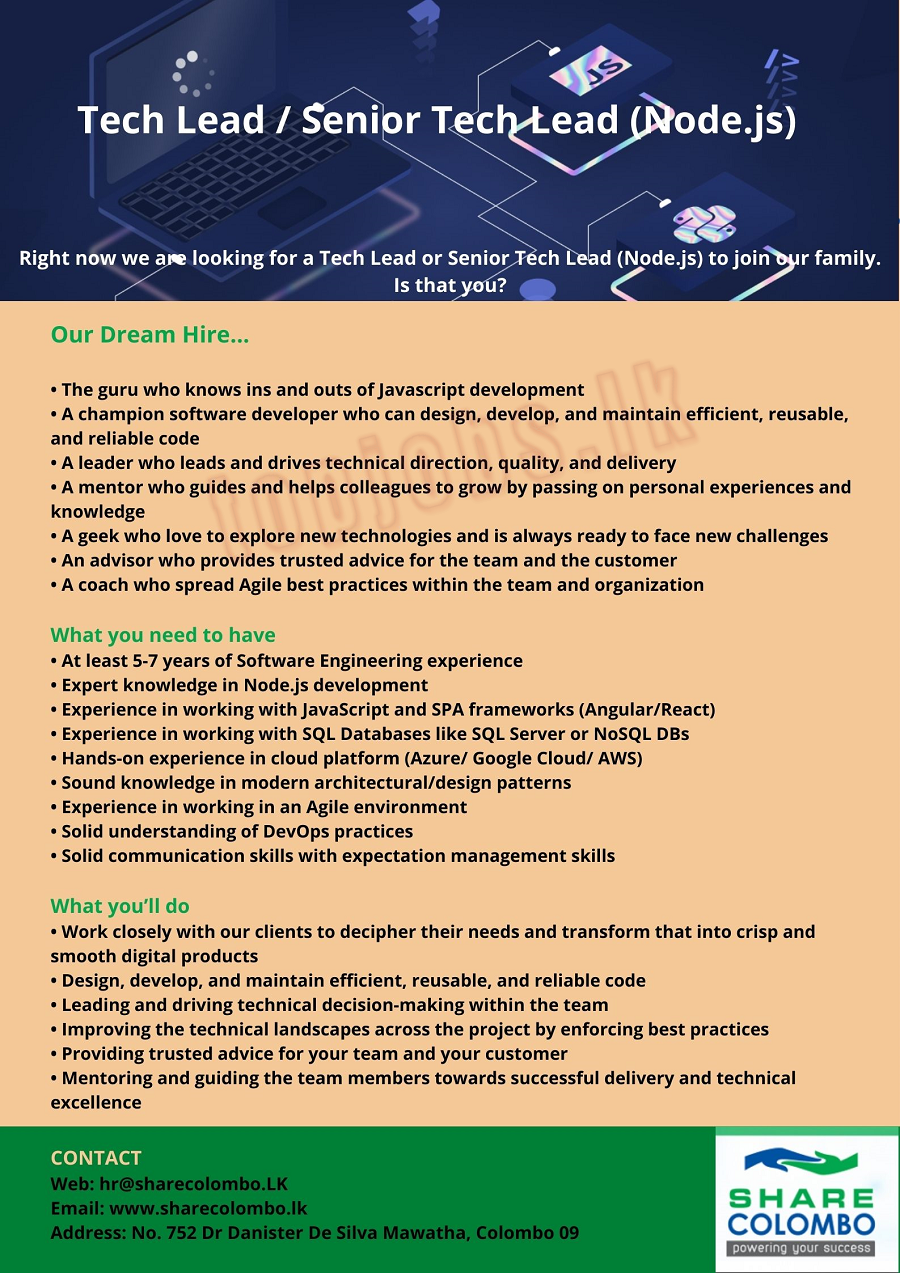 JS
Tech Lead / Senior Tech Lead (Node.js)
Right now we are looking for a Tech Lead or Senior Tech Lead (Node.js) to join our family.
Is that you?
Our Dream Hire...
• The guru who knows ins and outs of Javascript development
• A champion software developer who can design, develop, and maintain efficient, reusable,
and reliable code
• A leader who leads and drives technical direction, quality, and delivery
• A mentor who guides and helps colleagues to grow by passing on personal experiences and
knowledge
• A geek who love to explore new technologies and is always ready to face new challenges
• An advisor who provides trusted advice for the team and the customer
• A coach who spread Agile best practices within the team and organization
topjobs.lk
What you need to have
• At least 5-7 years of Software Engineering experience
• Expert knowledge in Node.js development
• Experience in working with JavaScript and SPA frameworks (Angular/React)
• Experience in working with SQL Databases like SQL Server or NoSQL DBs
• Hands-on experience in cloud platform (Azure/ Google Cloud/ AWS)
• Sound knowledge in modern architectural/design patterns
• Experience in working in an Agile environment
• Solid understanding of DevOps practices
• Solid communication skills with expectation management skills
What you’ll do
• Work closely with our clients to decipher their needs and transform that into crisp and
smooth digital products
• Design, develop, and maintain efficient, reusable, and reliable code
• Leading and driving technical decision-making within the team
• Improving the technical landscapes across the project by enforcing best practices
• Providing trusted advice for your team and your customer
• Mentoring and guiding the team members towards successful delivery and technical
excellence
CONTACT
Web: hr@sharecolombo.LK
Email: www.sharecolombo.lk
Address: No. 752 Dr Danister De Silva Mawatha, Colombo 09
SHARE
COLOMBO
powering your success